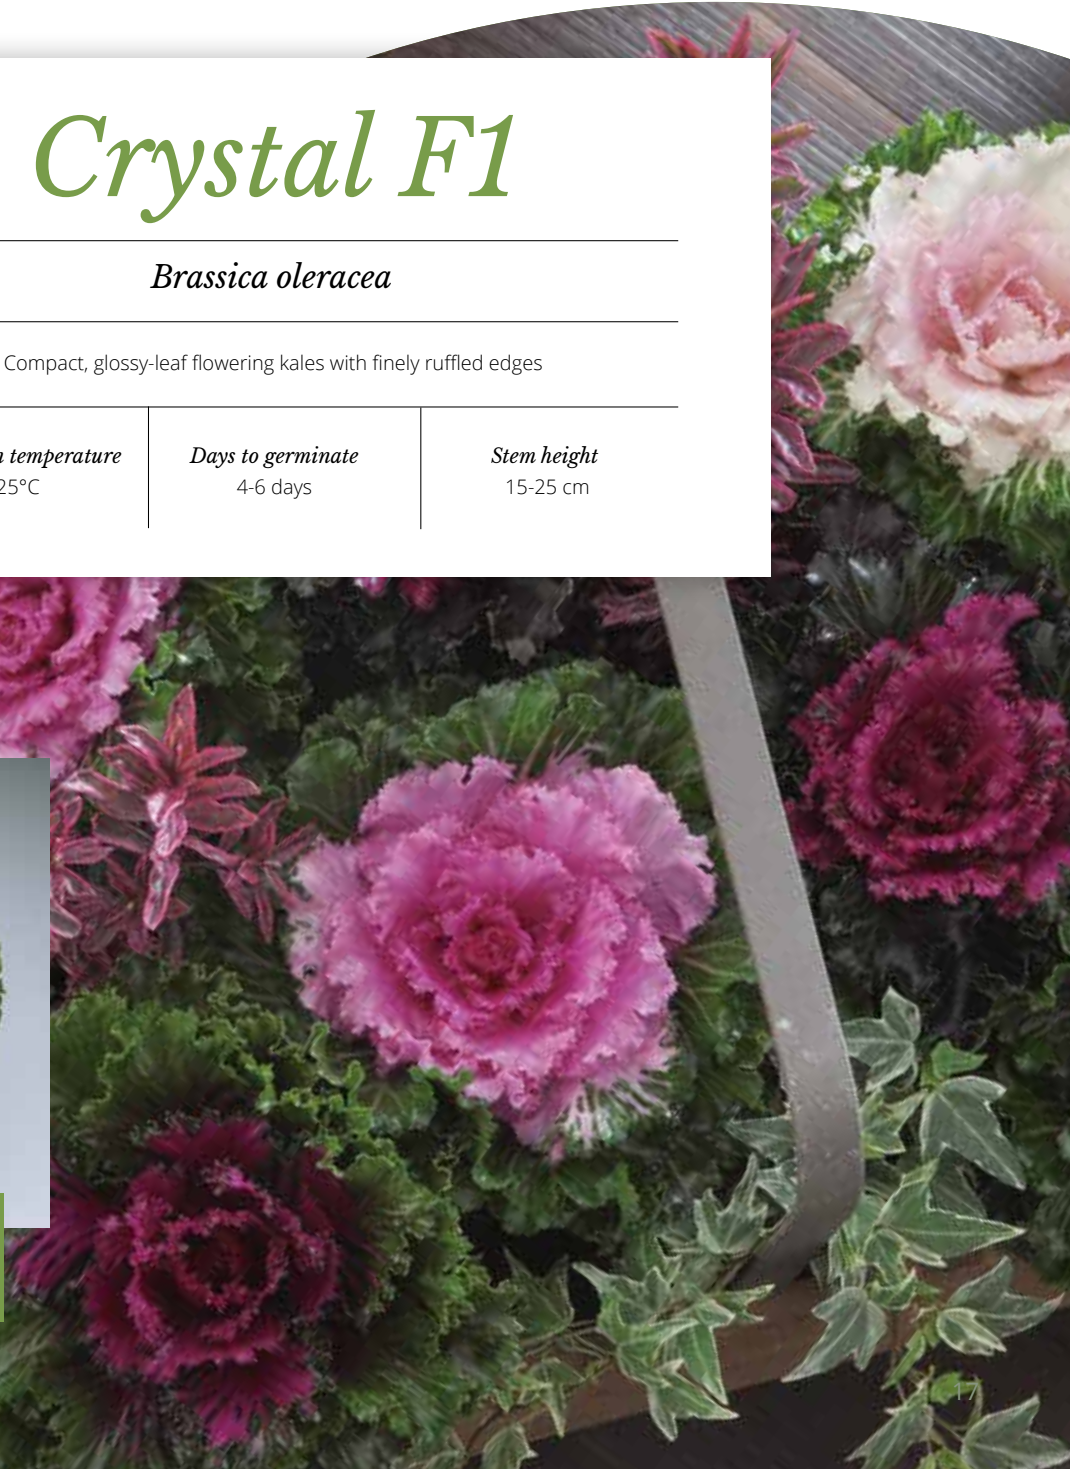 Crystal F1
Brassica oleracea
Compact, glossy-leaf flowering kales with finely ruffled edges
temperature
25°C
Days to germinate
4-6 days
Stem height
15-25 cm
17